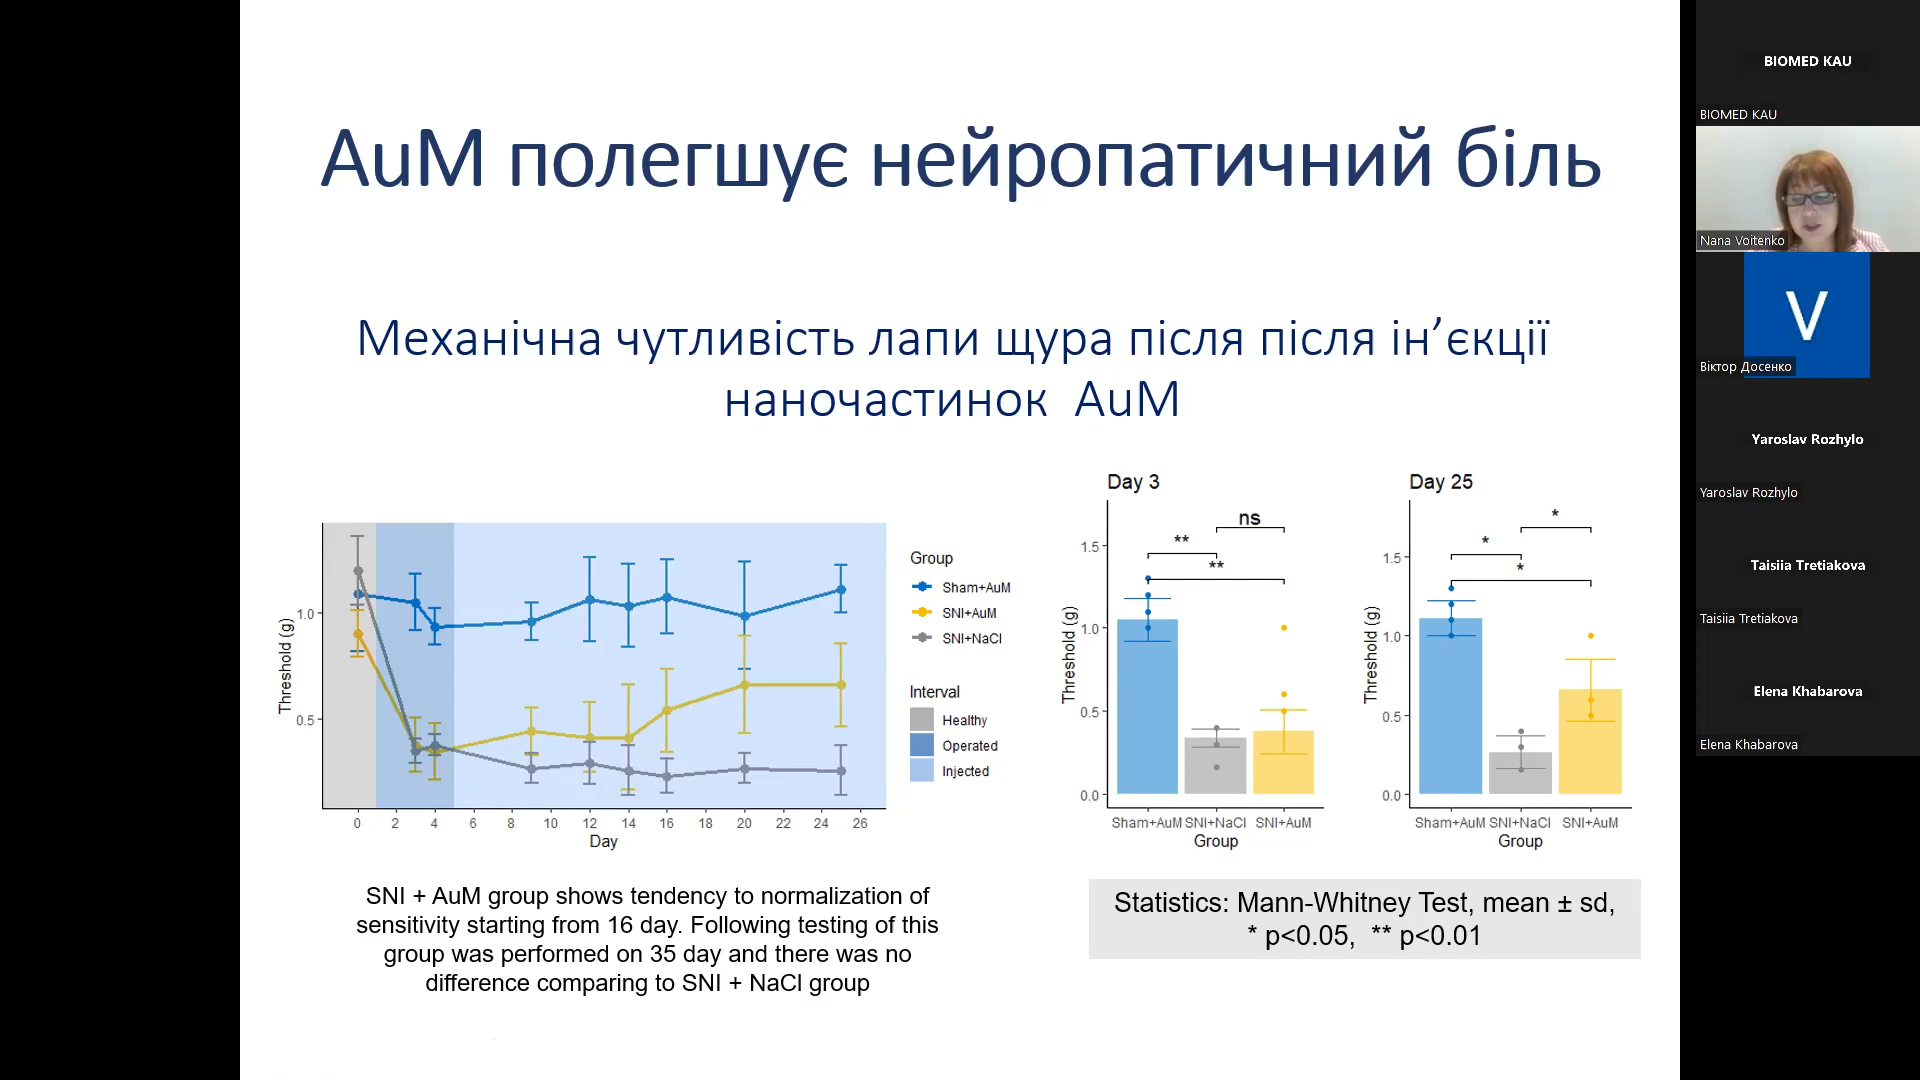 AuM полегшує нейропатичний біль
Механічна чутливість лапи щура після після ін’єкції
наночастинок AuM
Threshold (g)
1.0
0.5
0 2 4 6 8 10 12 14 16 18 20 22 24 26
Day
Group
Sham+AuM
SNI+AuM
SNI+NaCl
Interval
Healthy
Operated
Injected
Day 3
ns
**
**
Threshold (g)
1.5
1.0
0.5
0.0
Sham+AuM SNI+NaCl SNI+AuM
Group
Day 25
*
*
*
Threshold (g)
1.5
1.0
0.5
0.0
Sham+AuM SNI+NaCl SNI+AuM
Group
SNI + AuM group shows tendency to normalization of
sensitivity starting from 16 day. Following testing of this
group was performed on 35 day and there was no
difference comparing to SNI + NaCl group
Statistics: Mann-Whitney Test, mean ± sd,
* p<0.05, ** p<0.01
BIOMED KAU
BIOMED KAU
Nana Voitenko
V
Віктор Досенко
Yaroslav Rozhylo
Yaroslav Rozhylo
Taisiia Tretiakova
Taisiia Tretiakova
Elena Khabarova
Elena Khabarova